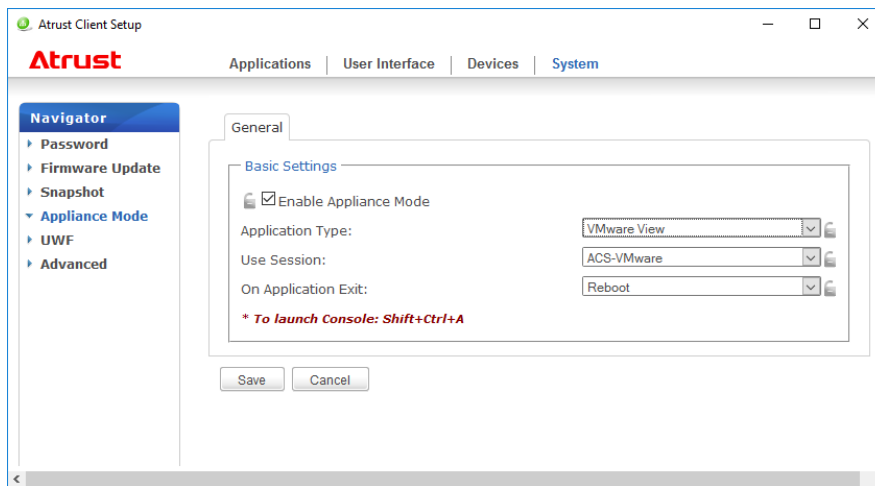 Atrust Client Setup
Atrust
Applications | User Interface | Devices | System
Navigator
Password
Firmware Update
Snapshot
Appliance Mode
UWF
Advanced
General
Basic Settings
Enable Appliance Mode
Application Type: VMware View
Use Session: ACS-VMware
On Application Exit: Reboot
* To launch Console: Shift+Ctrl+A
Save Cancel